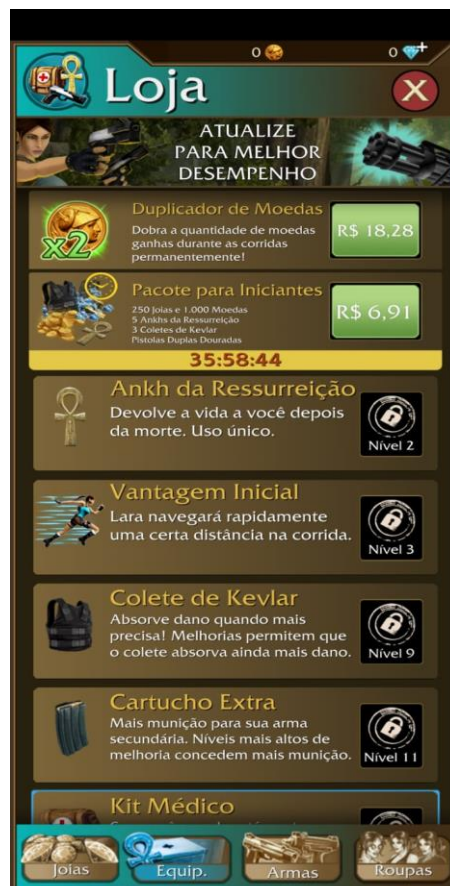 0
0
Loja
ATUALIZE
PARA MELHOR
DESEMPENHO
x2
Duplicador de Moedas
Dobra a quantidade de moedas
ganhas durante as corridas
permanentemente!
R$ 18,28
Pacote para Iniciantes
250 Joias e 1.000 Moedas
5 Ankhs da Ressurreição
3 Coletes de Kevlar
Pistolas Duplas Douradas
R$ 6,91
35:58:44
Ankh da Ressurreição
Devolve a vida a você depois
da morte. Uso único.
Nível 2
Vantagem Inicial
Lara navegará rapidamente
uma certa distância na corrida.
Nível 3
Colete de Kevlar
Absorve dano quando mais
precisa! Melhorias permitem que
o colete absorva ainda mais dano.
Nível 9
Cartucho Extra
Mais munição para sua arma
secundária. Níveis mais altos de
melhoria concedem mais munição.
Nível 11
Kit Médico
Joias
Equip.
Armas
Roupas